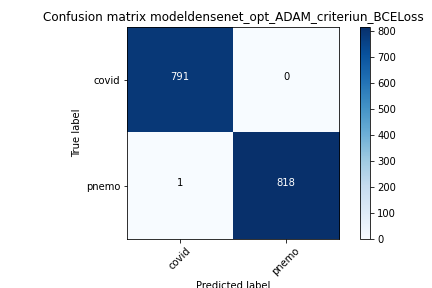 Confusion matrix modeldensenet_opt_ADAM_criteriun_BCELoss
covid 791 0
pnemo 1 818
covid pnemo
Predicted label
True label
800
700
600
500
400
300
200
100
0